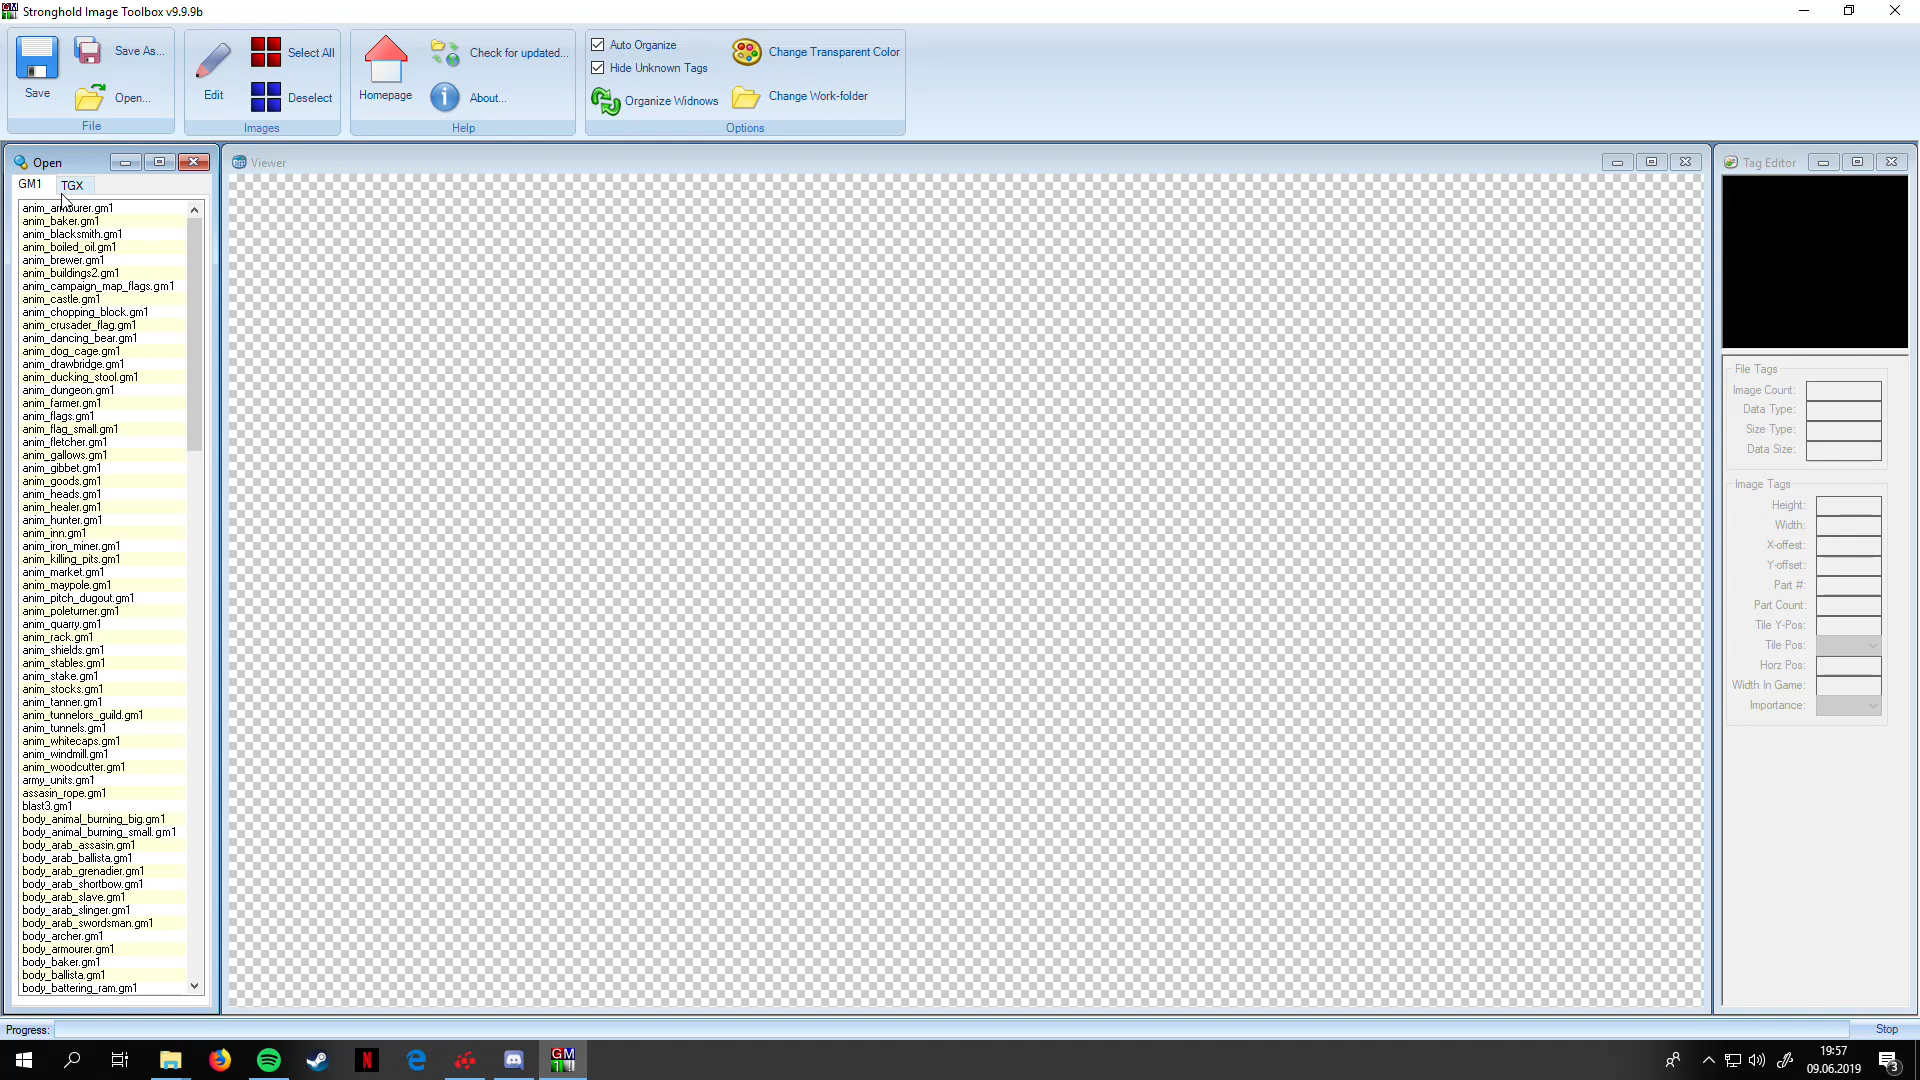 Stronghold Image Toolbox v9.9.9b
Save
Save As...
Open...
File
Edit
Select All
Deselect
Images
Homepage
Check for updated...
About...
Help
Auto Organize
Hide Unknown Tags
Organize Widnows
Change Transparent Color
Change Work-folder
Options
Open
GM1
TGX
anim_armourer.gm1
anim_baker.gm1
anim_blacksmith.gm1
anim_boiled_oil.gm1
anim_brewer.gm1
anim_buildings2.gm1
anim_campaign_map_flags.gm1
anim_castle.gm1
anim_chopping_block.gm1
anim_crusader_flag.gm1
anim_dancing_bear.gm1
anim_dog_cage.gm1
anim_drawbridge.gm1
anim_ducking_stool.gm1
anim_dungeon.gm1
anim_farmer.gm1
anim_flags.gm1
anim_flag_small.gm1
anim_fletcher.gm1
anim_gallows.gm1
anim_gibbet.gm1
anim_goods.gm1
anim_heads.gm1
anim_healer.gm1
anim_hunter.gm1
anim_inn.gm1
anim_iron_miner.gm1
anim_killing_pits.gm1
anim_market.gm1
anim_maypole.gm1
anim_pitch_dugout.gm1
anim_poleturner.gm1
anim_quarry.gm1
anim_rack.gm1
anim_shields.gm1
anim_stables.gm1
anim_stake.gm1
anim_stocks.gm1
anim_tanner.gm1
anim_tunnelors_guild.gm1
anim_tunnels.gm1
anim_whitecaps.gm1
anim_windmill.gm1
anim_woodcutter.gm1
army_units.gm1
assasin_rope.gm1
blast3.gm1
body_animal_burning_big.gm1
body_animal_burning_small.gm1
body_arab_assasin.gm1
body_arab_ballista.gm1
body_arab_grenadier.gm1
body_arab_shortbow.gm1
body_arab_slave.gm1
body_arab_slinger.gm1
body_arab_swordsman.gm1
body_archer.gm1
body_armourer.gm1
body_baker.gm1
body_ballista.gm1
body_battering_ram.gm1
Viewer
Tag Editor
File Tags
Image Count:
Data Type:
Size Type:
Data Size:
Image Tags
Height:
Width:
X-offest:
Y-offset:
Part #:
Part Count:
Tile Y-Pos:
Tile Pos:
Horz Pos:
Width In Game:
Importance:
Progress:
Stop
GM
1
19:57
09.06.2019
3